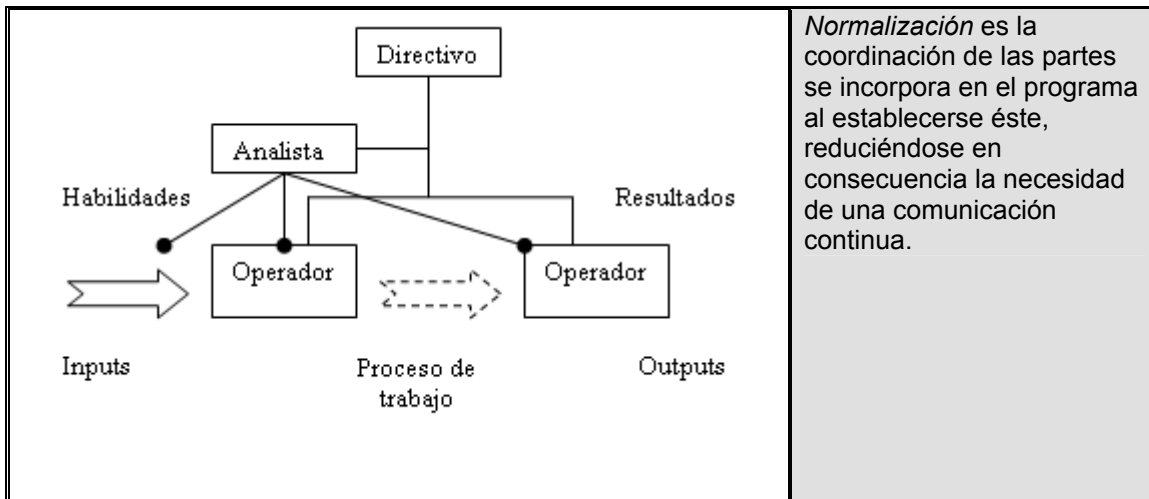 Directivo
Analista
Habilidades
Resultados
Operador
Operador
Inputs
Proceso de
trabajo
Outputs
Normalización es la
coordinación de las partes
se incorpora en el programa
al establecerse éste,
reduciéndose en
consecuencia la necesidad
de una comunicación
continua.